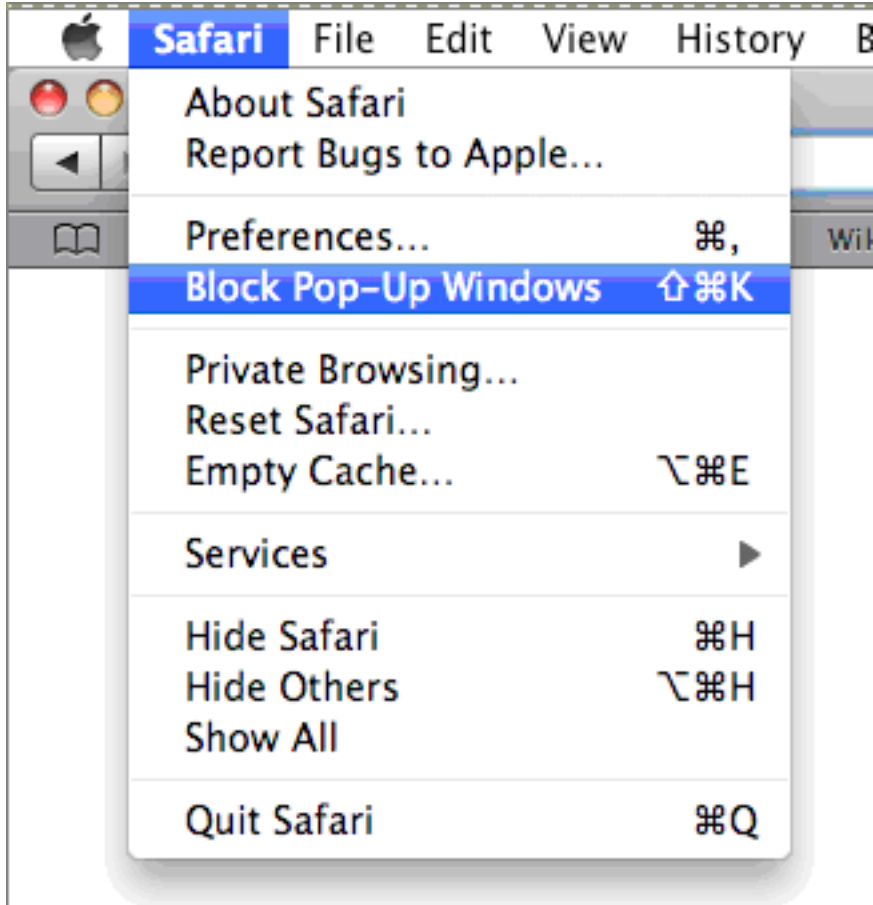 Safari File Edit View History B
About Safari
Report Bugs to Apple...
Preferences... ⌘,
Wik
Block Pop-Up Windows ⇧⌘K
Private Browsing...
Reset Safari...
Empty Cache... ⌥⌘E
Services
Hide Safari ⌘H
Hide Others ⌥⌘H
Show All
Quit Safari ⌘Q